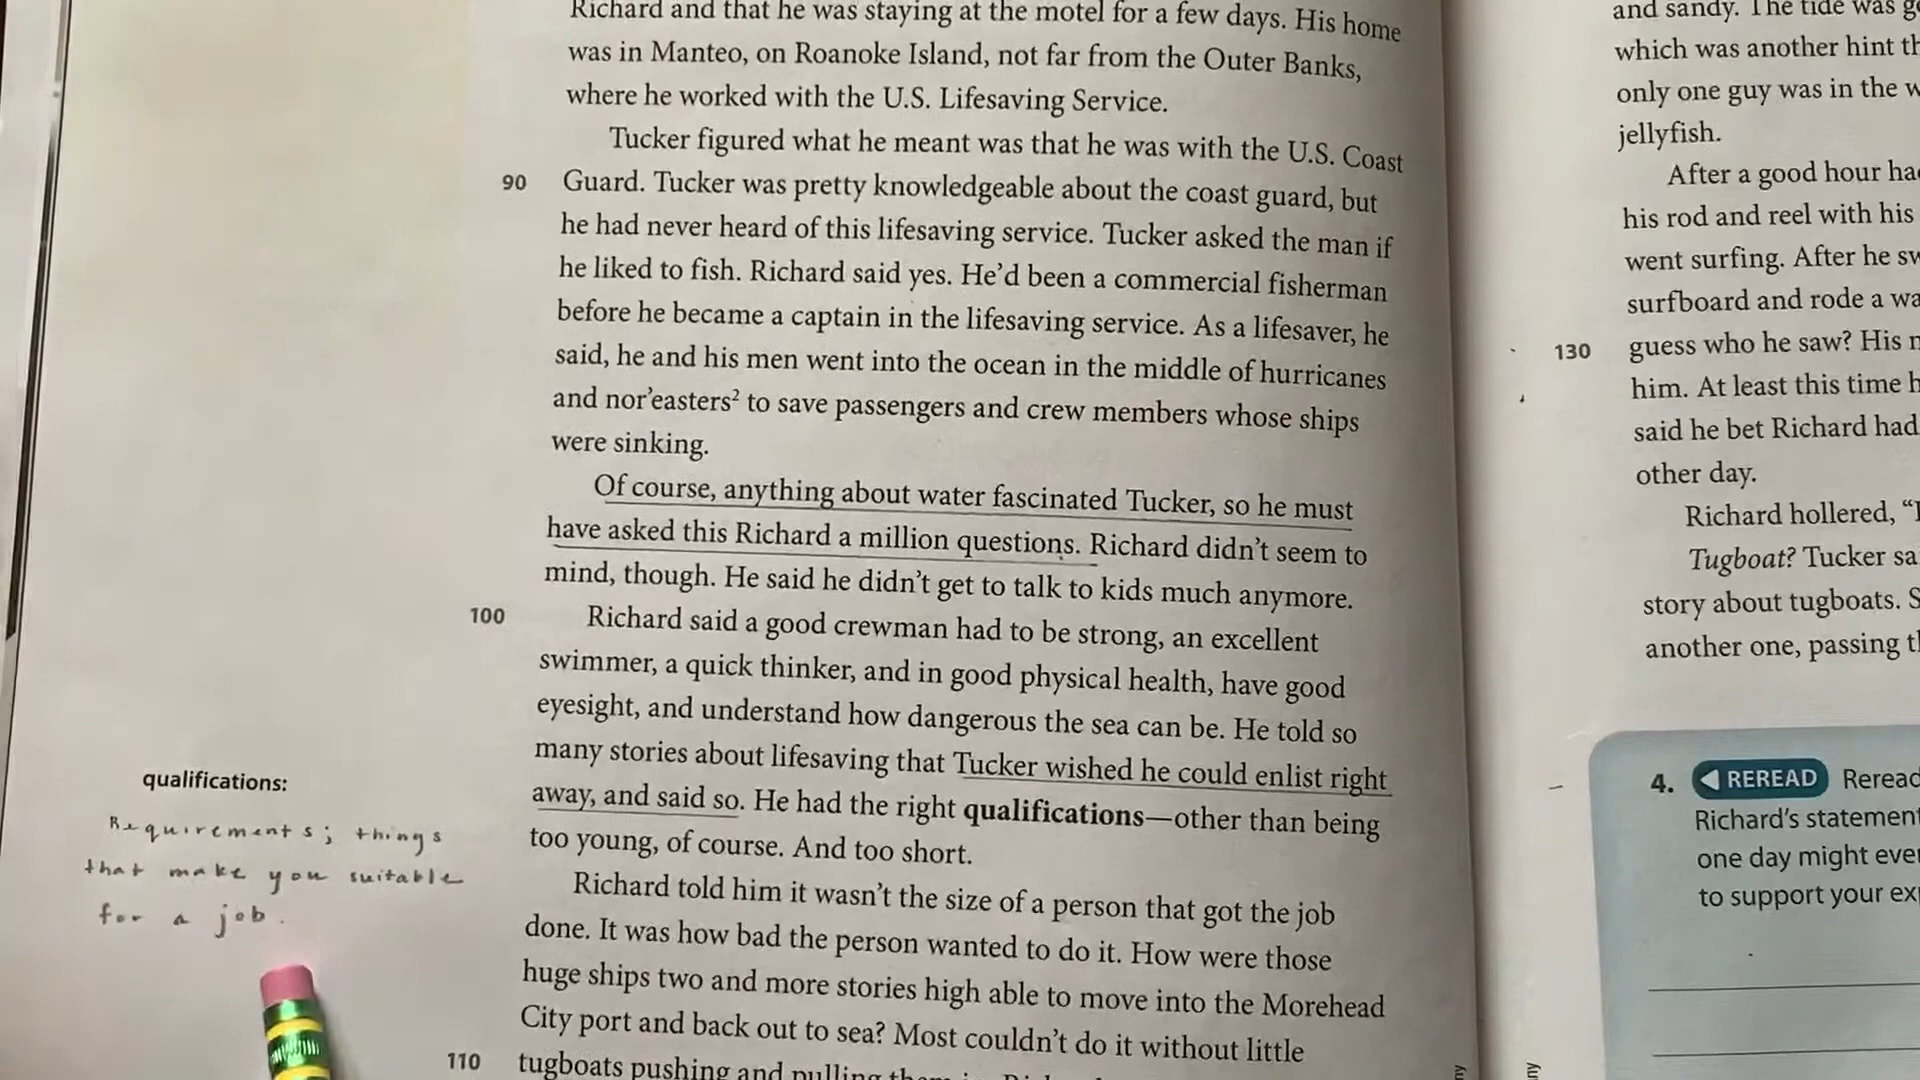 Richard and that he was staying at the motel for a few days. His home
was in Manteo, on Roanoke Island, not far from the Outer Banks,
where he worked with the U.S. Lifesaving Service.
Tucker figured what he meant was that he was with the U.S. Coast
90 Guard. Tucker was pretty knowledgeable about the coast guard, but
he had never heard of this lifesaving service. Tucker asked the man if
he liked to fish. Richard said yes. He'd been a commercial fisherman
before he became a captain in the lifesaving service. As a lifesaver, he
said, he and his men went into the ocean in the middle of hurricanes
and nor'easters² to save passengers and crew members whose ships
were sinking.
Of course, anything about water fascinated Tucker, so he must
have asked this Richard a million questions. Richard didn't seem to
mind, though. He said he didn't get to talk to kids much anymore.
100 Richard said a good crewman had to be strong, an excellent
swimmer, a quick thinker, and in good physical health, have good
eyesight, and understand how dangerous the sea can be. He told so
many stories about lifesaving that Tucker wished he could enlist right
away, and said so. He had the right qualifications—other than being
too young, of course. And too short.
Richard told him it wasn't the size of a person that got the job
done. It was how bad the person wanted to do it. How were those
huge ships two and more stories high able to move into the Morehead
City port and back out to sea? Most couldn't do it without little
110 tugboats pushing and pulling
qualifications:
Requirements; things
that make you suitable
for a job.
and sandy. The tide was
which was another hint
only one guy was in the
jellyfish.
After a good hour
his rod and reel with his
went surfing. After he
surfboard and rode a
130 guess who he saw? His
him. At least this time
said he bet Richard had
other day.
Richard hollered, “
Tugboat? Tucker
story about tugboats.
another one, passing
4. REREAD Reread
Richard's statement
one day might
to support your